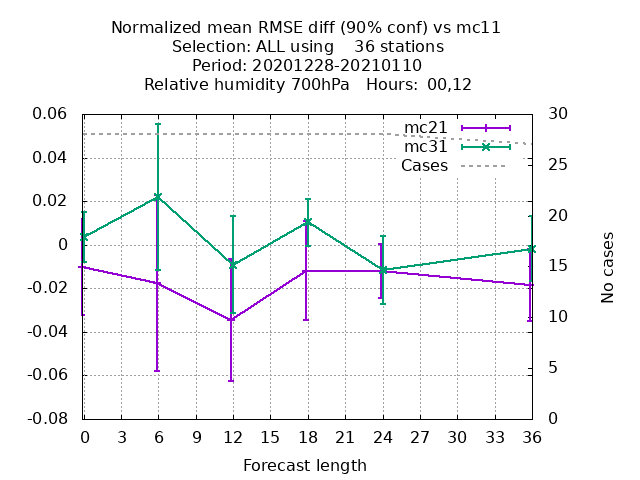 Normalized mean RMSE diff (90% conf) vs mc11
Selection: ALL using    36 stations
Period: 20201228-20210110
Relative humidity 700hPa   Hours:  00,12
0.06
0.04
0.02
0
-0.02
-0.04
-0.06
-0.08
mc21
mc31
Cases
30
25
20
15
10
5
0
No cases
0 3 6 9 12 15 18 21 24 27 30 33 36
Forecast length